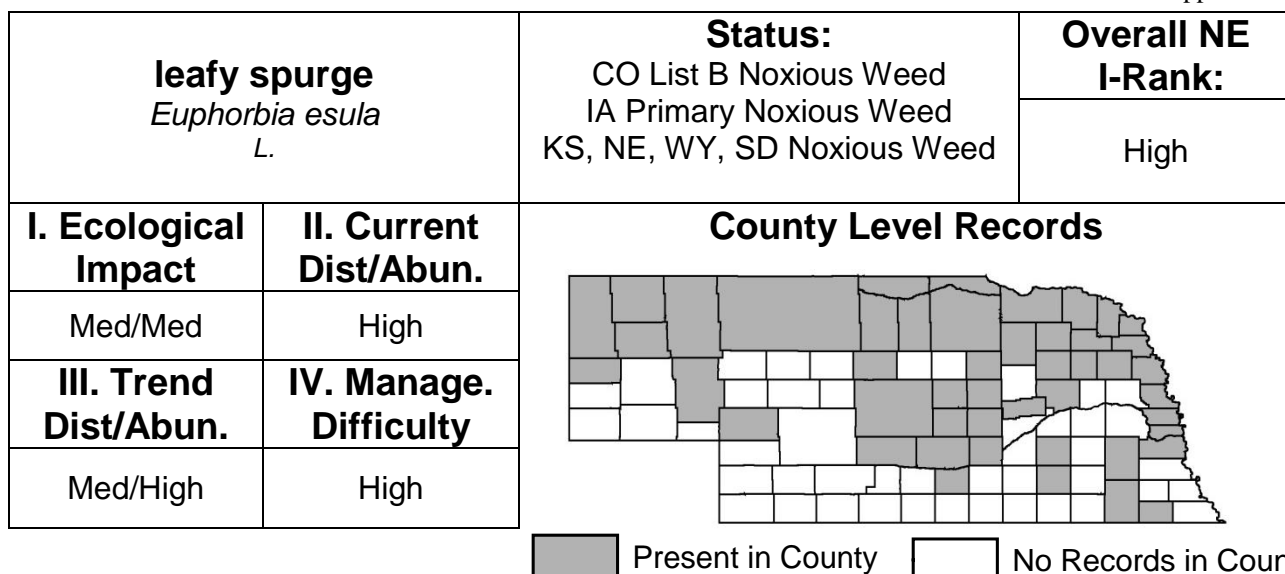 leafy spurge
Euphorbia esula
L.
Status:
CO List B Noxious Weed
IA Primary Noxious Weed
KS, NE, WY, SD Noxious Weed
Overall NE
I-Rank:
High
I. Ecological
Impact
Med/Med
II. Current
Dist/Abun.
High
III. Trend
Dist/Abun.
Med/High
IV. Manage.
Difficulty
High
County Level Records
Present in County
No Records in